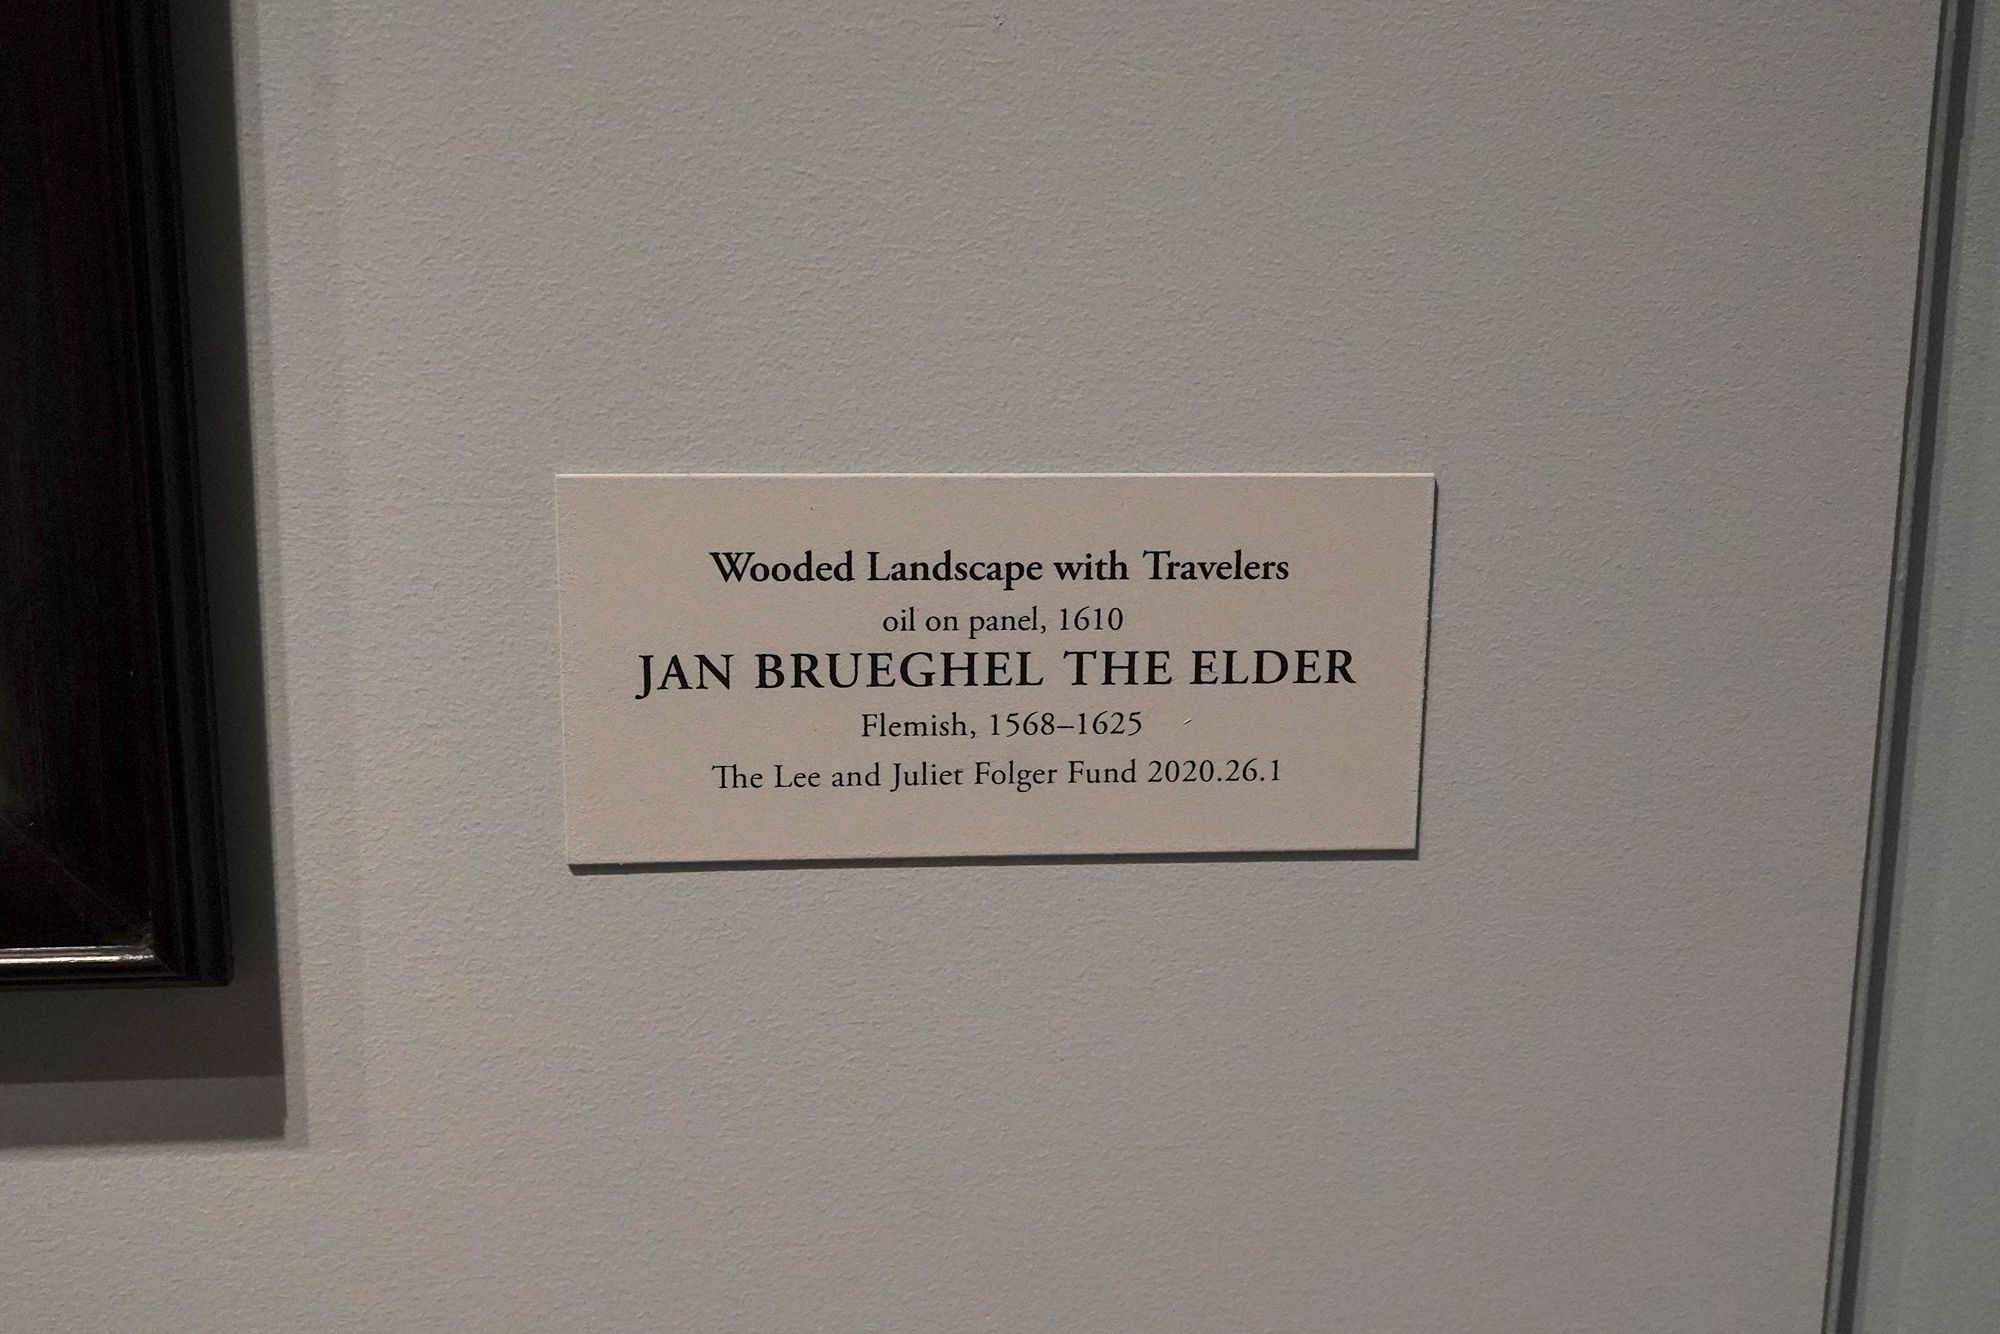 Wooded Landscape with Travelers
oil on panel, 1610
JAN BRUEGHEL THE ELDER
Flemish, 1568–1625
The Lee and Juliet Folger Fund 2020.26.1